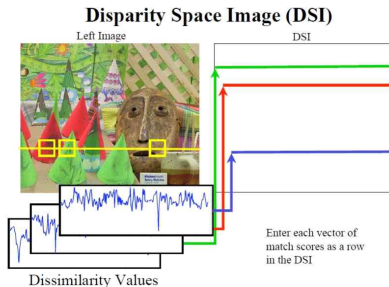 Disparity Space Image (DSI)
Left Image
DSI
Enter each vector of
match scores as a row
in the DSI
Dissimilarity Values